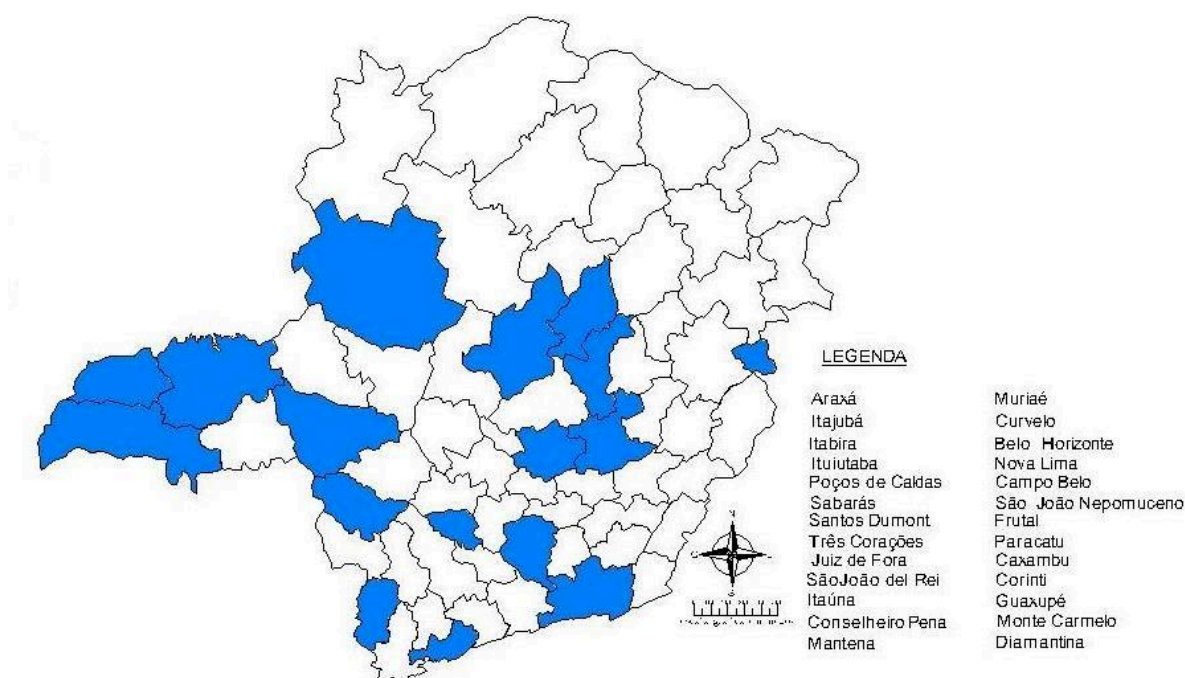 LEGENDA
Araxá
Itajubá
Itabira
Ituiutaba
Poços de Caldas
Sabarás
Santos Dumont
Três Corações
Juiz de Fora
SãoJoão del Rei
Itaúna
Conselheiro Pena
Mantena
Muriaé
Curvelo
Belo Horizonte
Nova Lima
Campo Belo
São João Nepomuceno
Frutal
Paracatu
Caxambu
Corinti
Guaxupé
Monte Carmelo
Diamantina